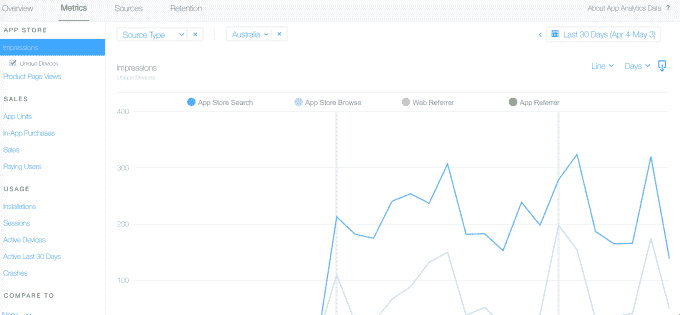 Overview Metrics Sources Retention About App Analytics Data ?
APP STORE
Source Type × Australia × Last 30 Days (Apr 4-May 3)
Impressions
Unique Devices
Product Page Views
Impressions Line Days
Unique Devices
SALES
App Store Search App Store Browse Web Referrer App Referrer
App Units
400
In-App Purchases
Sales
Paying Users
300
USAGE
Installations
Sessions
200
Active Devices
Active Last 30 Days
Crashes
100
COMPARE TO